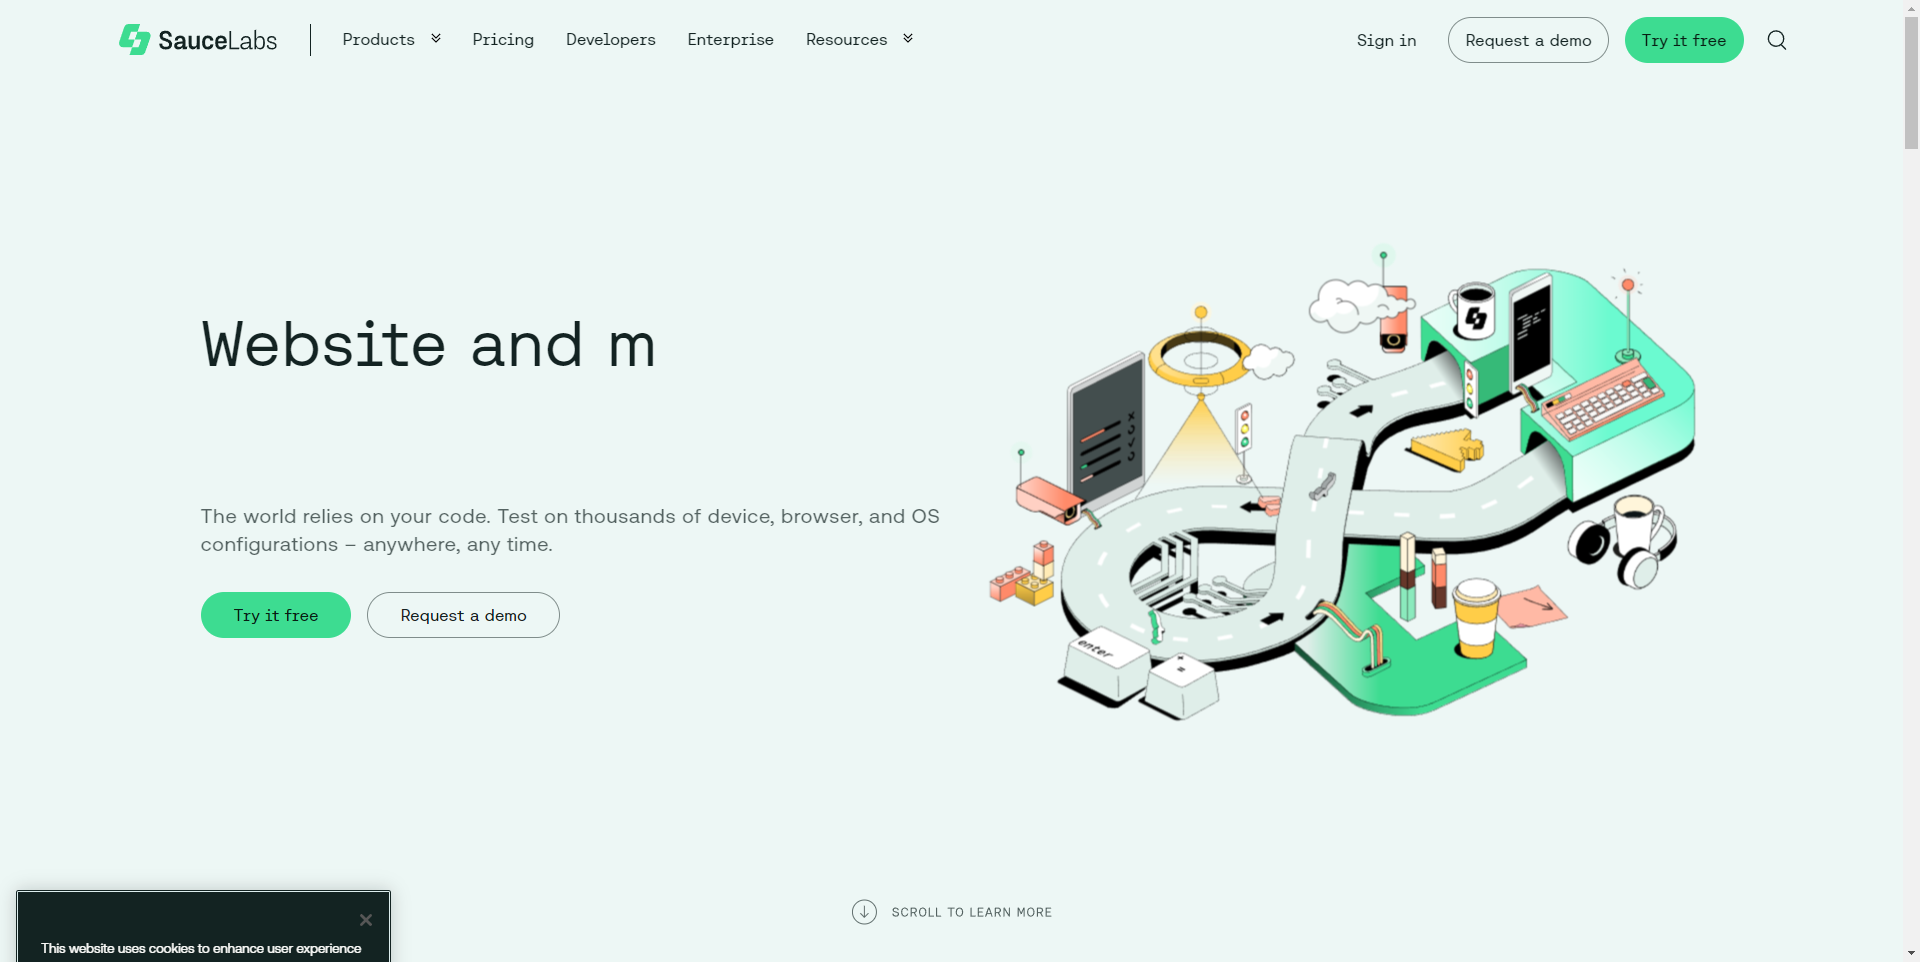 SauceLabs
Products
Pricing
Developers
Enterprise
Resources
Sign in
Request a demo
Try it free
Website and m
The world relies on your code. Test on thousands of device, browser, and OS
configurations – anywhere, any time.
Try it free
Request a demo
enter
+
=
SCROLL TO LEARN MORE
This website uses cookies to enhance user experience